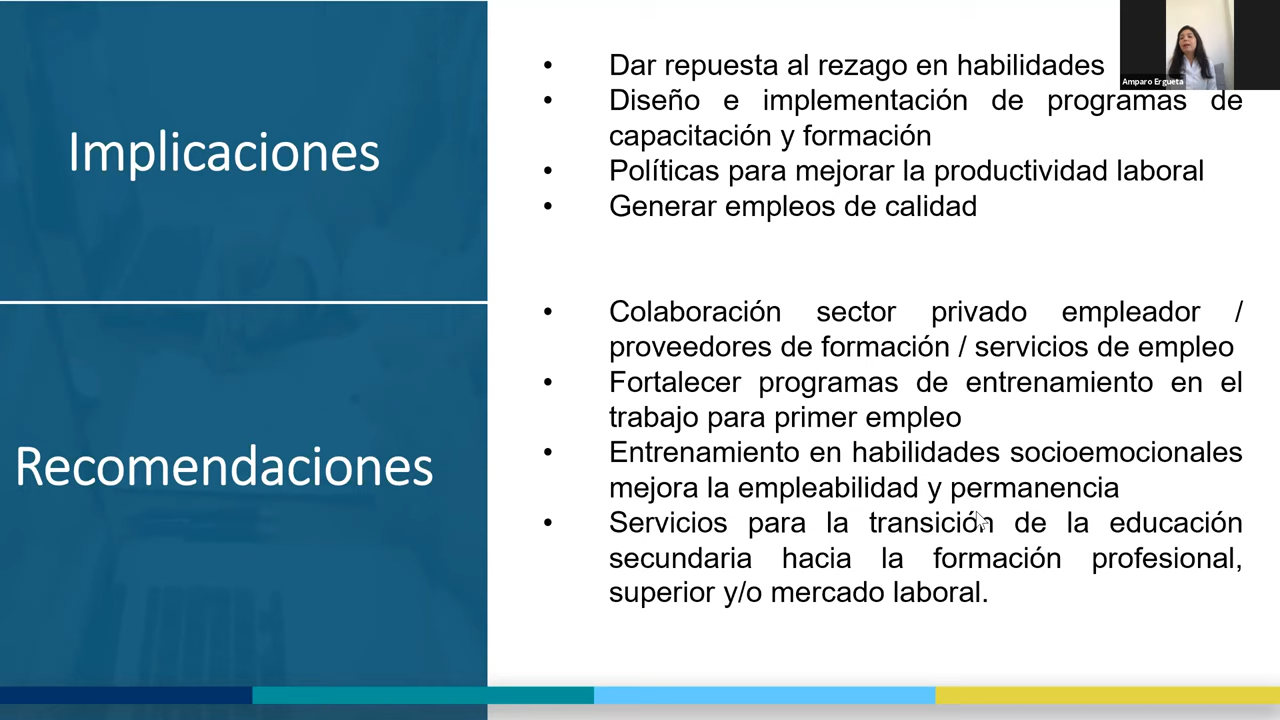 Implicaciones
• Dar repuesta al rezago en habilidades
• Diseño e implementación de programas de
capacitación y formación
• Políticas para mejorar la productividad laboral
• Generar empleos de calidad
Amparo Ergueta
Recomendaciones
• Colaboración sector privado empleador /
proveedores de formación / servicios de empleo
• Fortalecer programas de entrenamiento en el
trabajo para primer empleo
• Entrenamiento en habilidades socioemocionales
mejora la empleabilidad y permanencia
• Servicios para la transición de la educación
secundaria hacia la formación profesional,
superior y/o mercado laboral.